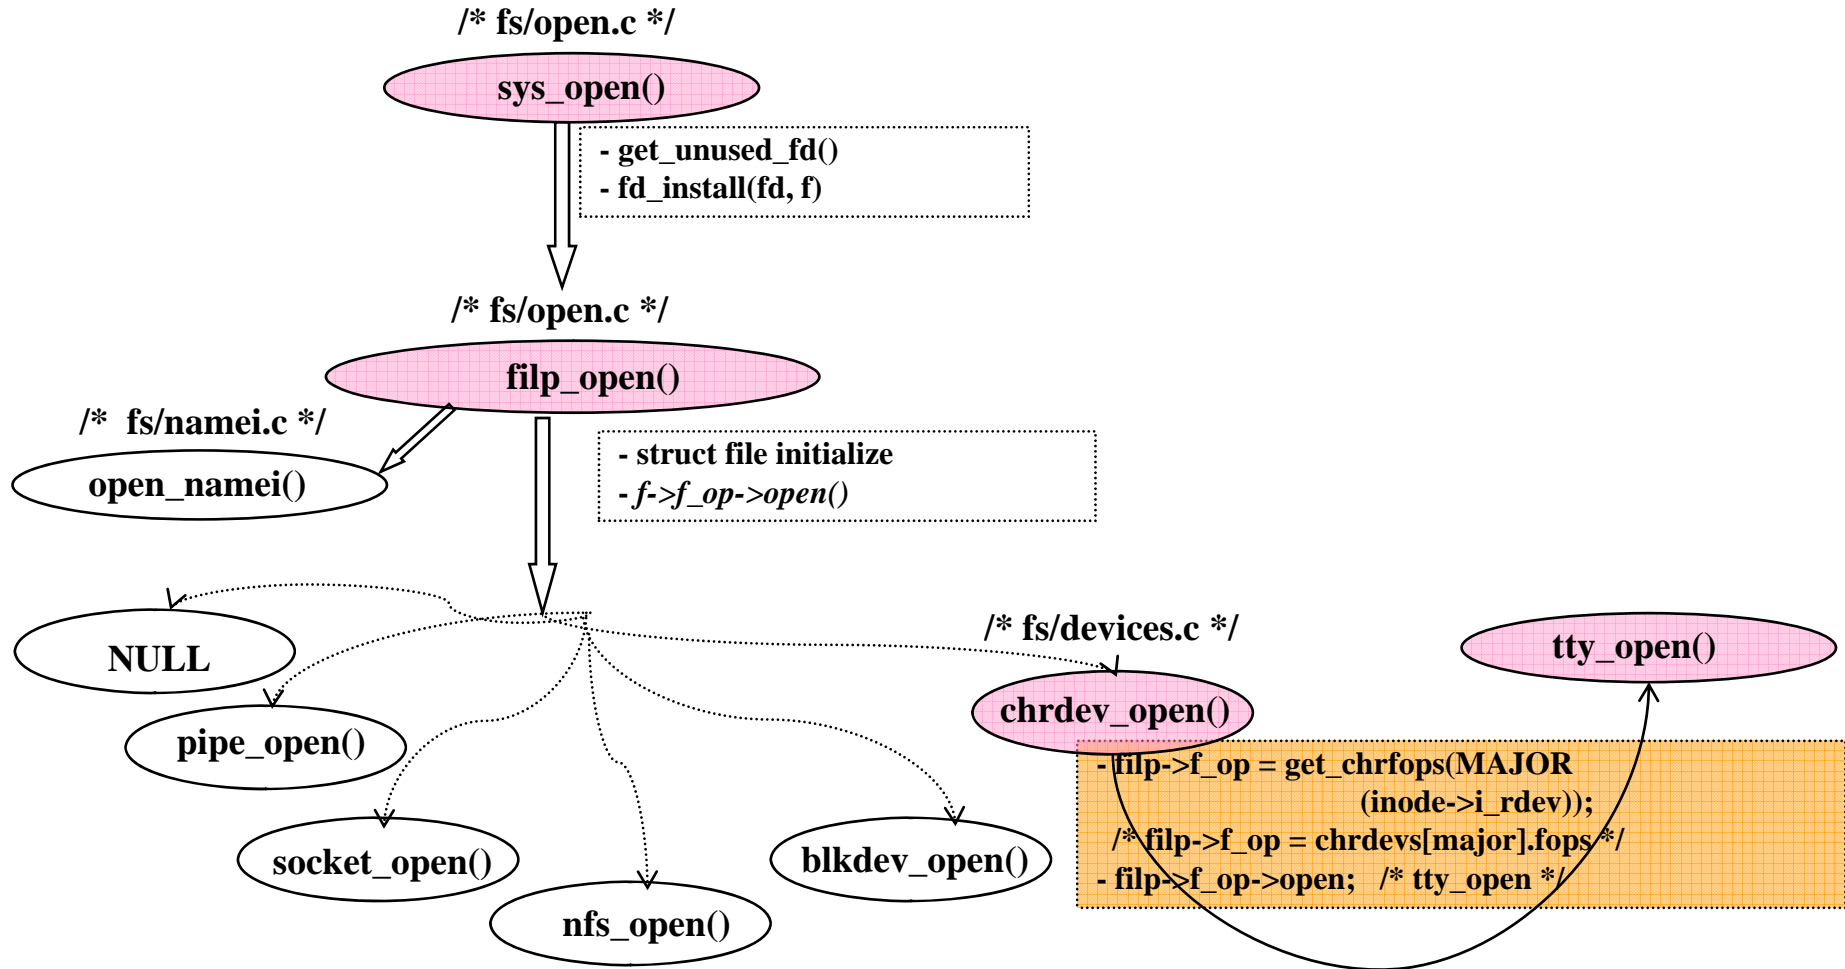 /* fs/open.c */
sys_open()
- get_unused_fd()
- fd_install(fd, f)
/* fs/open.c */
filp_open()
/*  fs/namei.c */
open_namei()
- struct file initialize
- f->f_op->open()
NULL
pipe_open()
socket_open()
nfs_open()
blkdev_open()
/* fs/devices.c */
chrdev_open()
tty_open()
- filp->f_op = get_chrfops(MAJOR
(inode->i_rdev));
/* filp->f_op = chrdevs[major].fops */
- filp->f_op->open;   /* tty_open */